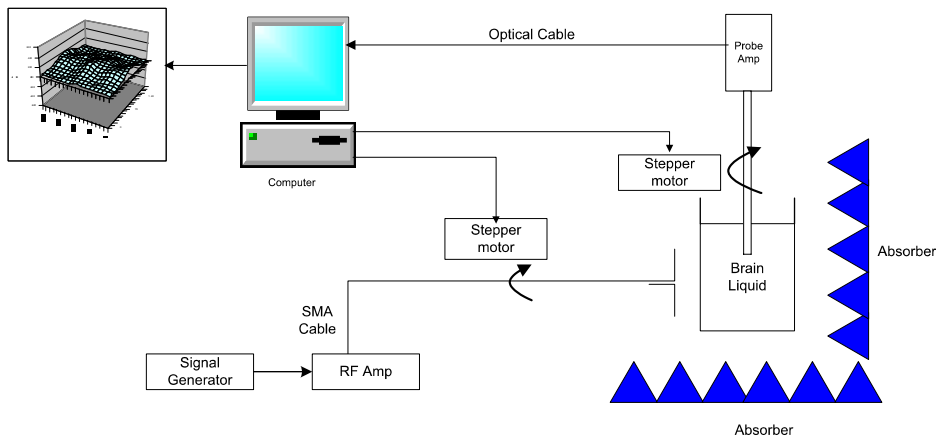 Optical Cable
Probe
Amp
Computer
Stepper
motor
Stepper
motor
Absorber
Brain
Liquid
SMA
Cable
Signal
Generator
RF Amp
Absorber